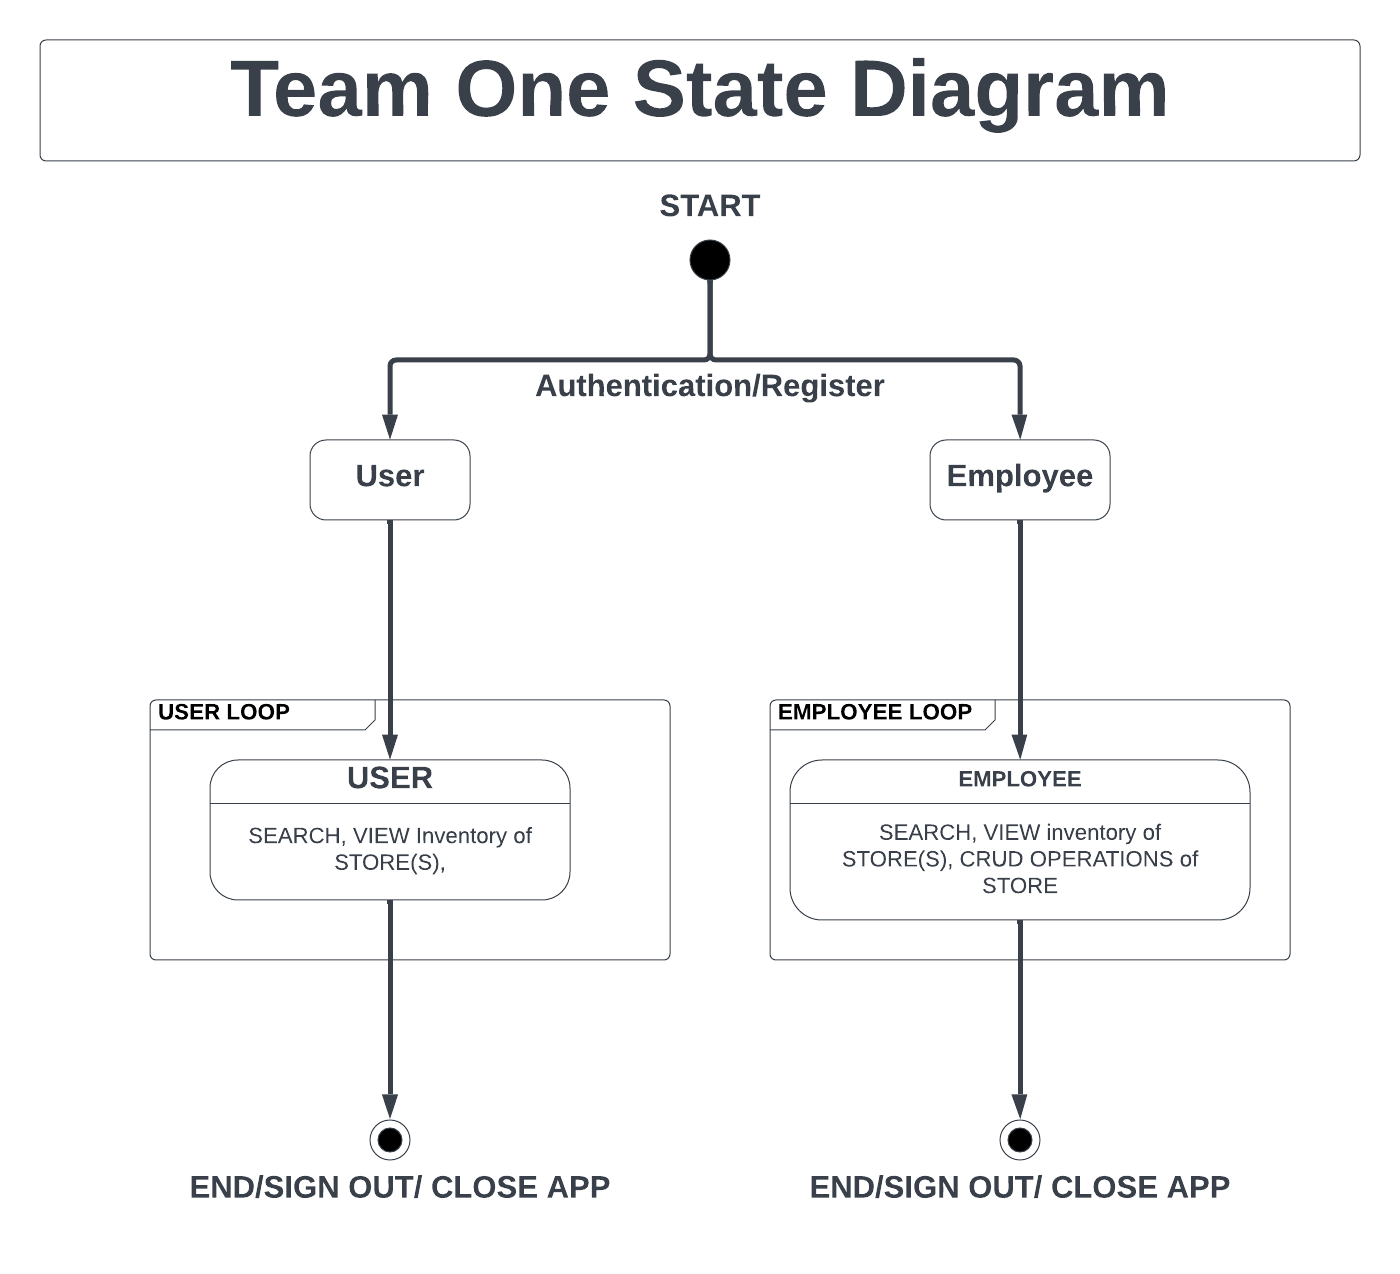 Team One State Diagram
START
Authentication/Register
User
Employee
USER LOOP
USER
SEARCH, VIEW Inventory of
STORE(S),
EMPLOYEE LOOP
EMPLOYEE
SEARCH, VIEW inventory of
STORE(S), CRUD OPERATIONS of
STORE
END/SIGN OUT/ CLOSE APP
END/SIGN OUT/ CLOSE APP